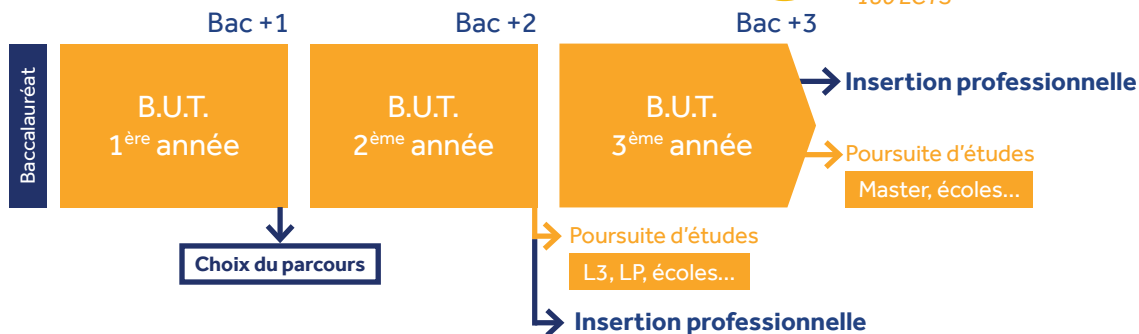 Bac +1
Bac +2
Bac +3
Baccalauréat
B.U.T.
1ère année
B.U.T.
2ème année
B.U.T.
3ème année
Insertion professionnelle
Poursuite d'études
Master, écoles...
Choix du parcours
Poursuite d'études
L3, LP, écoles...
Insertion professionnelle